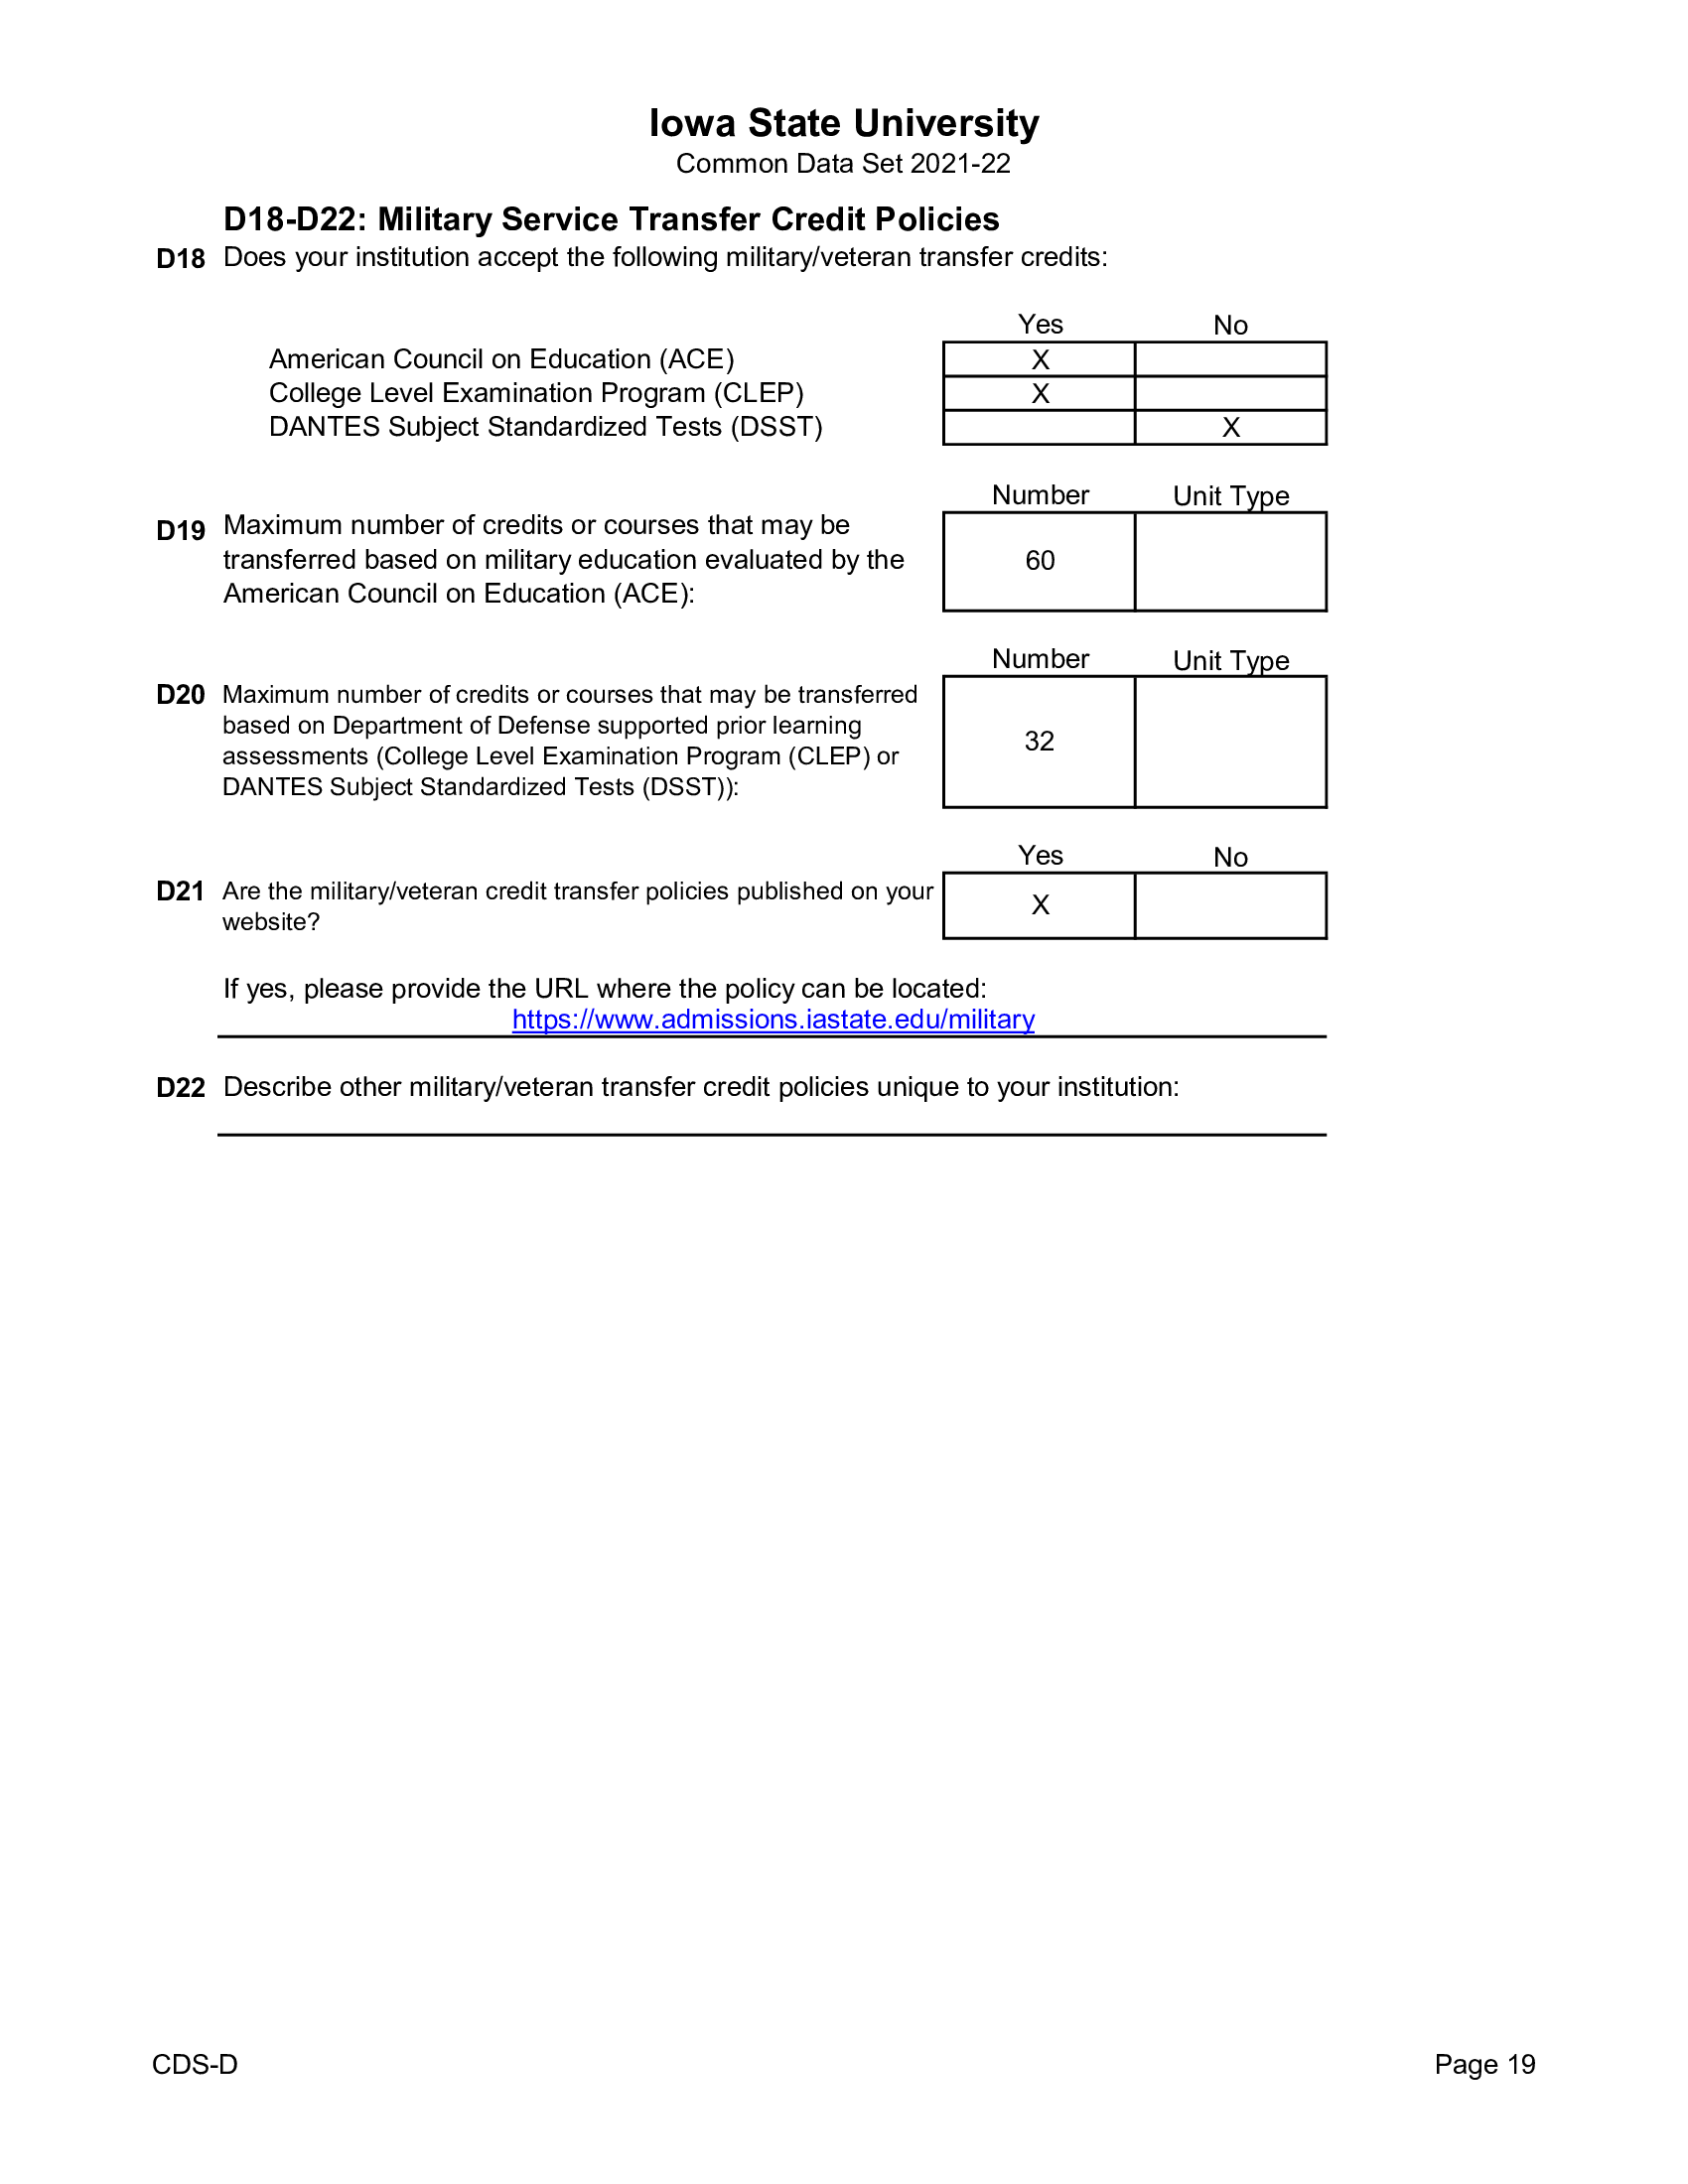 Iowa State University
Common Data Set 2021-22
D18-D22: Military Service Transfer Credit Policies
D18 Does your institution accept the following military/veteran transfer credits:
Yes No
American Council on Education (ACE) X
College Level Examination Program (CLEP) X
DANTES Subject Standardized Tests (DSST) X
Number Unit Type
D19 Maximum number of credits or courses that may be
transferred based on military education evaluated by the 60
American Council on Education (ACE):
Number Unit Type
D20 Maximum number of credits or courses that may be transferred
based on Department of Defense supported prior learning
assessments (College Level Examination Program (CLEP) or 32
DANTES Subject Standardized Tests (DSST)):
Yes No
D21 Are the military/veteran credit transfer policies published on your X
website?
If yes, please provide the URL where the policy can be located:
https://www.admissions.iastate.edu/military
D22 Describe other military/veteran transfer credit policies unique to your institution:
CDS-D Page 19